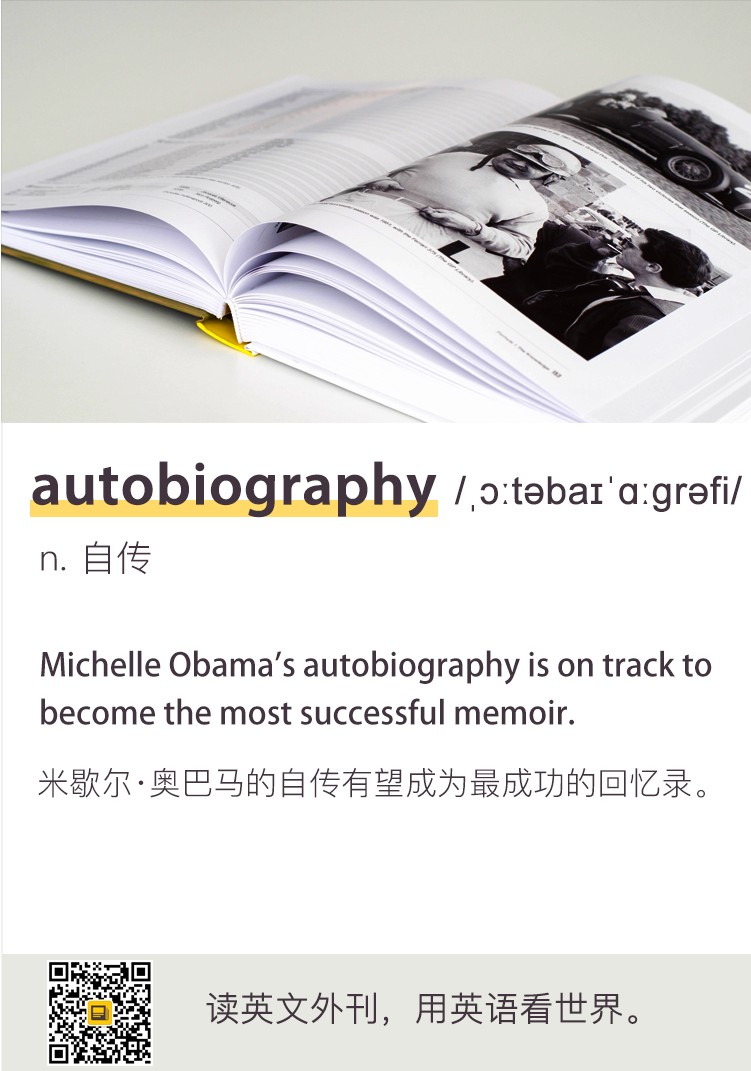 autobiography /ˌɔːtəbaɪˈɑːɡrəfi/
n. 自传
Michelle Obama’s autobiography is on track to
become the most successful memoir.
米歇尔·奥巴马的自传有望成为最成功的回忆录。
读英文外刊，用英语看世界。